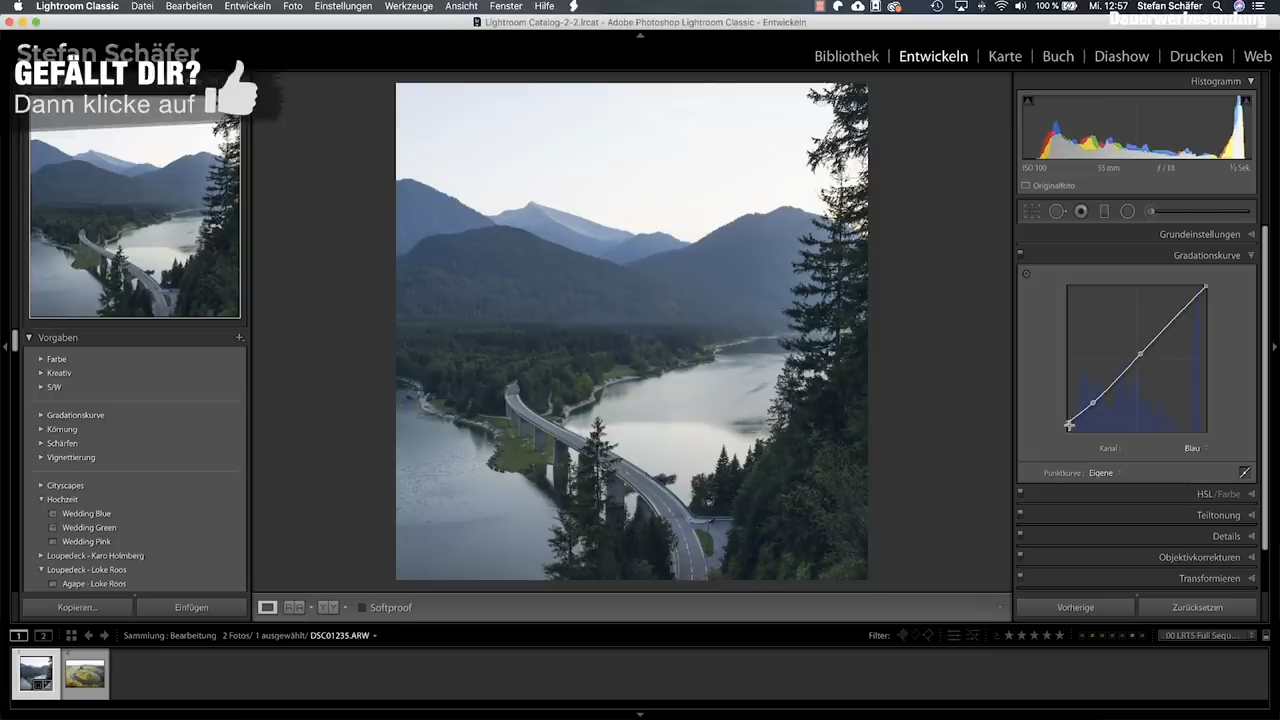 Lightroom Classic Datei Bearbeiten Entwickeln Foto Einstellungen Werkzeuge Ansicht Fenster Hilfe 100 % Mi. 12:57 Stefan Schäfer
Lightroom Catalog-2-2.lrcat - Adobe Photoshop Lightroom Classic - Entwickeln
Dauerwerbesendung
Stefan Schäfer
GEFÄLLT DIR?
Dann klicke auf
Bibliothek | Entwickeln | Karte | Buch | Diashow | Drucken | Web
Histogramm
ISO 100 35 mm ƒ / 18
Originalfoto
Grundeinstellungen
Gradationskurve
Kanal : Blau
Punktkurve : Eigene
HSL / Farbe
Teiltonung
Details
Objektivkorrekturen
Transformieren
Vorherige Zurücksetzen
Vorgaben +
Farbe
Kreativ
S/W
Gradationskurve
Körnung
Schärfen
Vignettierung
Cityscapes
Hochzeit
Wedding Blue
Wedding Green
Wedding Pink
Loupedeck - Karo Holmberg
Loupedeck - Loke Roos
Agape - Loke Roos
Kopieren... Einfügen
Softproof
1 2 Sammlung : Bearbeitung 2 Fotos/ 1 ausgewählt/ DSC01235.ARW
Filter: 00 LRT5 Full Sequ...